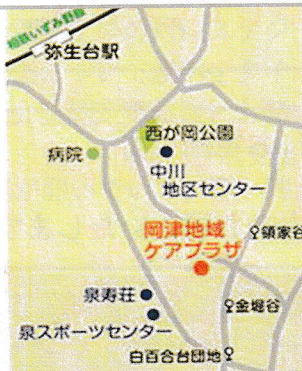 相鉄いずみ野線
弥生台駅
西が岡公園
病院
中川
地区センター
岡津地域
ケアプラザ
領家谷
泉寿荘
金堀谷
泉スポーツセンター
白百合台団地